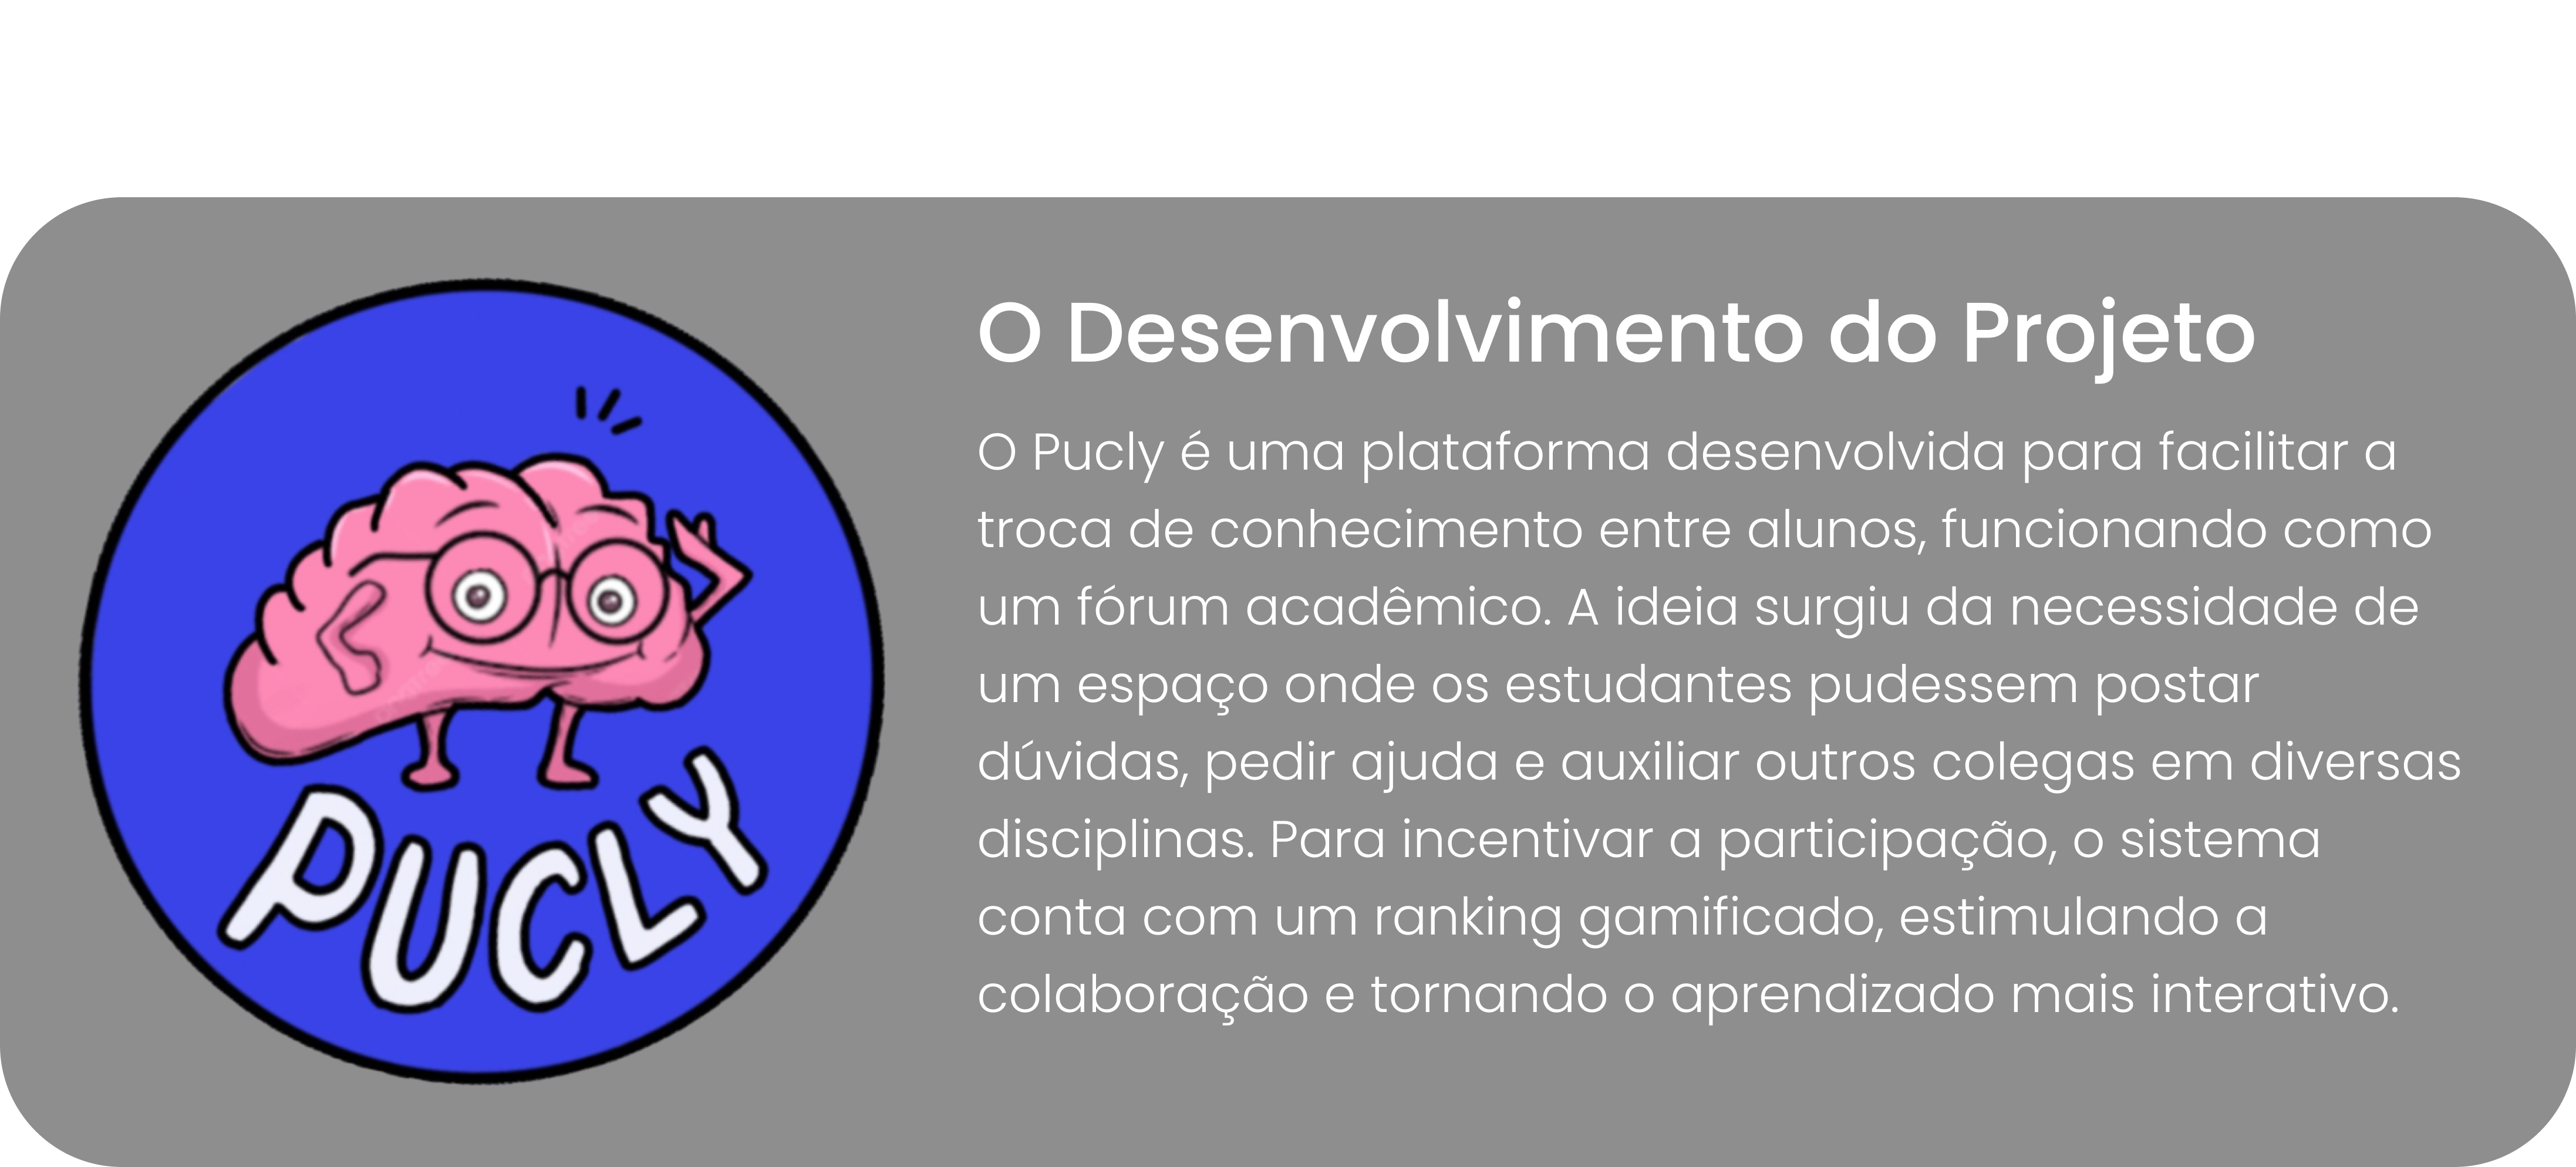 O Desenvolvimento do Projeto
O Pucly é uma plataforma desenvolvida para facilitar a
troca de conhecimento entre alunos, funcionando como
um fórum acadêmico. A ideia surgiu da necessidade de
um espaço onde os estudantes pudessem postar
dúvidas, pedir ajuda e auxiliar outros colegas em diversas
disciplinas. Para incentivar a participação, o sistema
conta com um ranking gamificado, estimulando a
colaboração e tornando o aprendizado mais interativo.
PUCLY